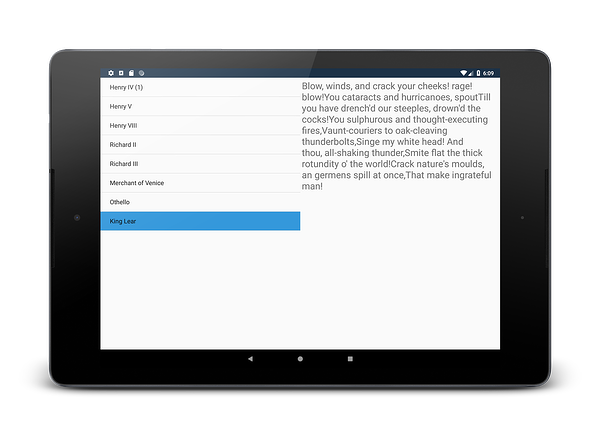 6:09
Henry IV (1)
Henry V
Henry VIII
Richard II
Richard III
Merchant of Venice
Othello
King Lear
Blow, winds, and crack your cheeks! rage!
blow!You cataracts and hurricanoes, spoutTill
you have drench'd our steeples, drown'd the
cocks!You sulphurous and thought-executing
fires,Vaunt-couriers to oak-cleaving
thunderbolts,Singe my white head! And
thou, all-shaking thunder,Smite flat the thick
rotundity o' the world!Crack nature's moulds,
an germens spill at once,That make ingrateful
man!